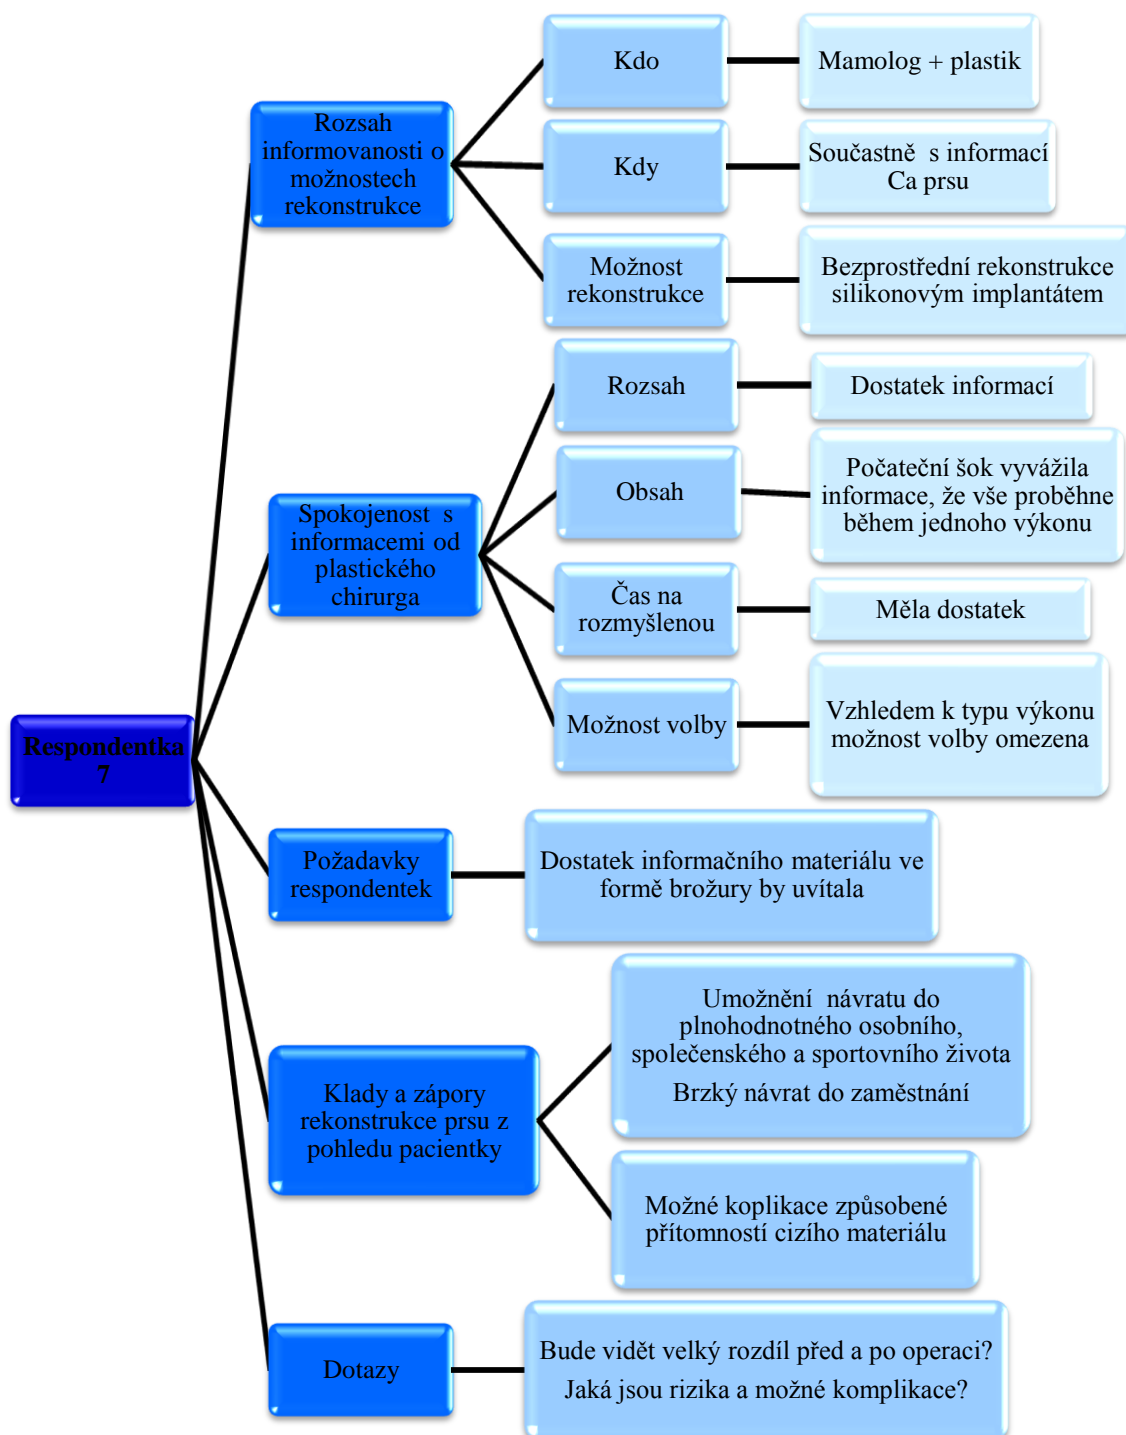 Respondentka
7
Rozsah
informovanosti o
možnostech
rekonstrukce
Kdo
Mamolog + plastik
Kdy
Součastně s informací
Ca prsu
Možnost
rekonstrukce
Bezprostřední rekonstrukce
silikonovým implantátem
Spokojenost s
informacemi od
plastického
chirurga
Rozsah
Dostatek informací
Obsah
Počateční šok vyvážila
informace, že vše proběhne
během jednoho výkonu
Čas na
rozmyšlenou
Měla dostatek
Možnost volby
Vzhledem k typu výkonu
možnost volby omezena
Požadavky
respondentek
Dostatek informačního materiálu ve
formě brožury by uvítala
Klady a zápory
rekonstrukce prsu z
pohledu pacientky
Umožnění návratu do
plnohodnotného osobního,
společenského a sportovního života
Brzký návrat do zaměstnání
Možné koplikace způsobené
přítomností cizího materiálu
Dotazy
Bude vidět velký rozdíl před a po operaci?
Jaká jsou rizika a možné komplikace?